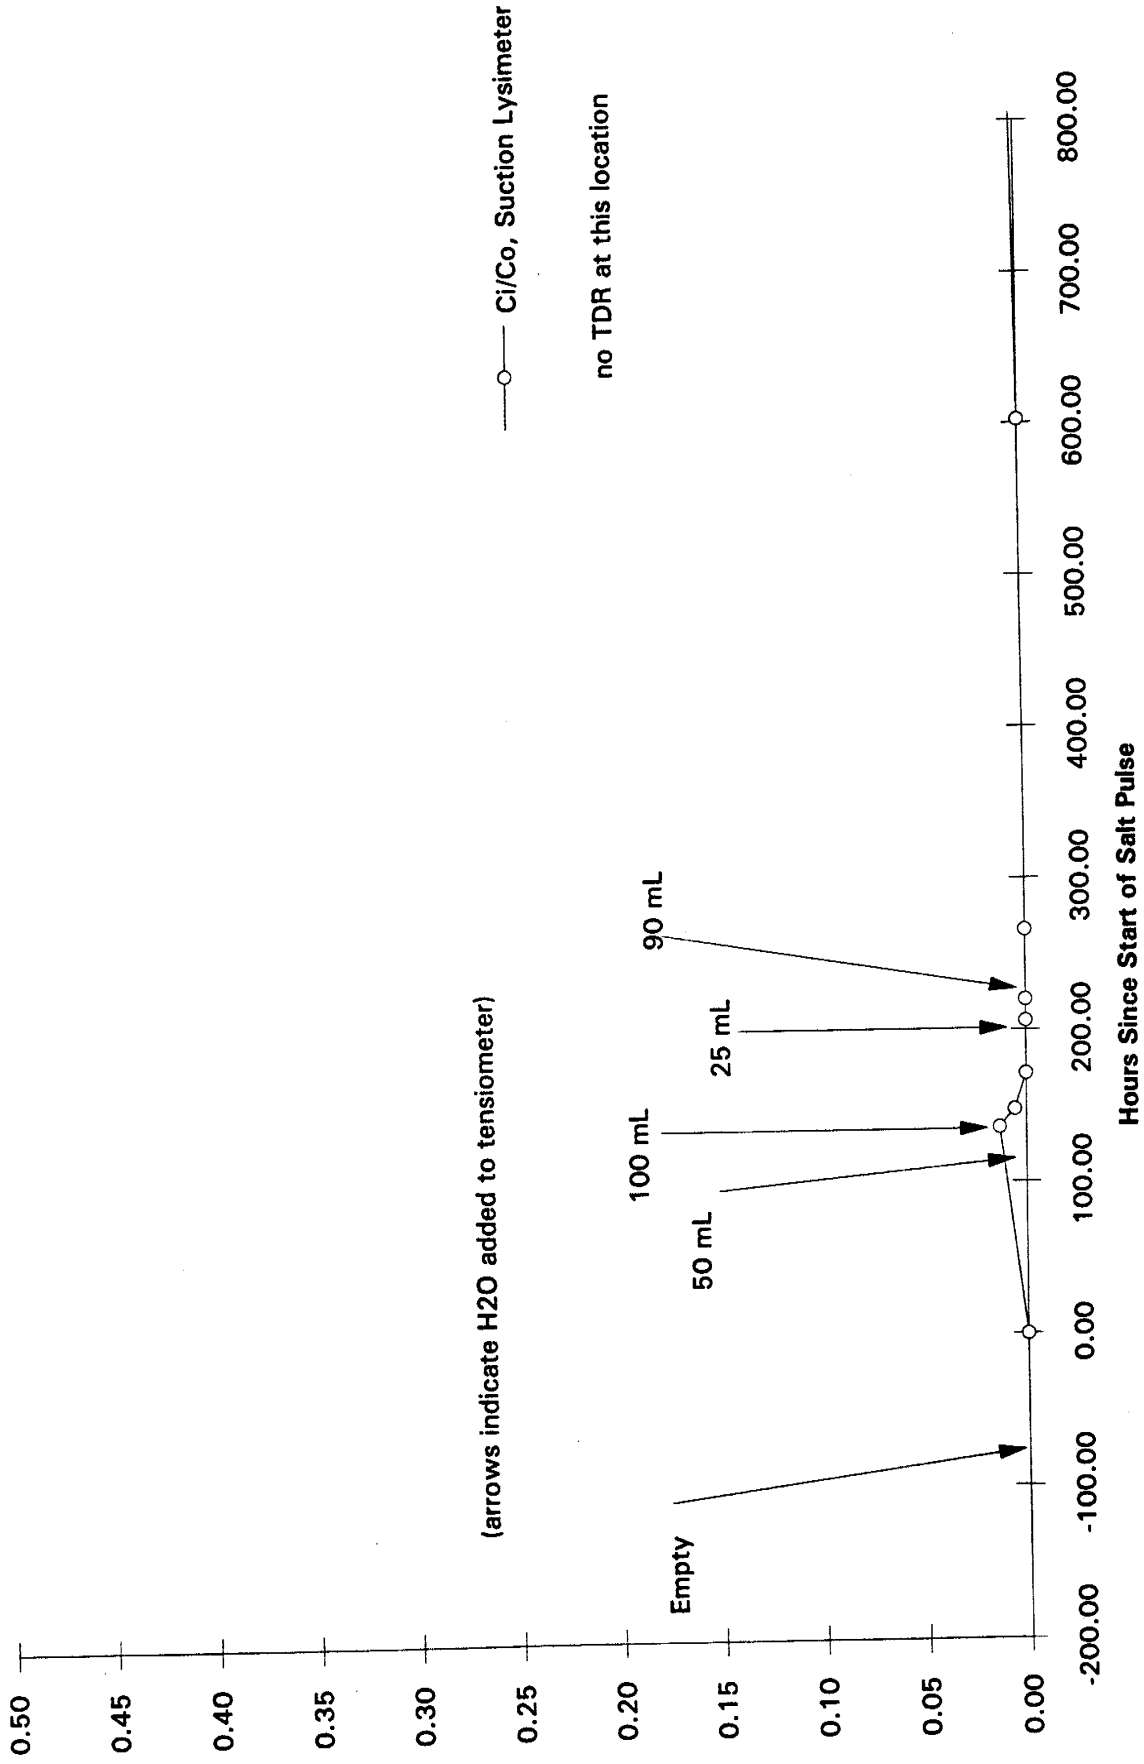 0.50
0.45
0.40
0.35
0.30
0.25
0.20
0.15
0.10
0.05
0.00
—○— Ci/Co, Suction Lysimeter
no TDR at this location
(arrows indicate H2O added to tensiometer)
Empty
50 mL
100 mL
25 mL
90 mL
-200.00 -100.00 0.00 100.00 200.00 300.00 400.00 500.00 600.00 700.00 800.00
Hours Since Start of Salt Pulse